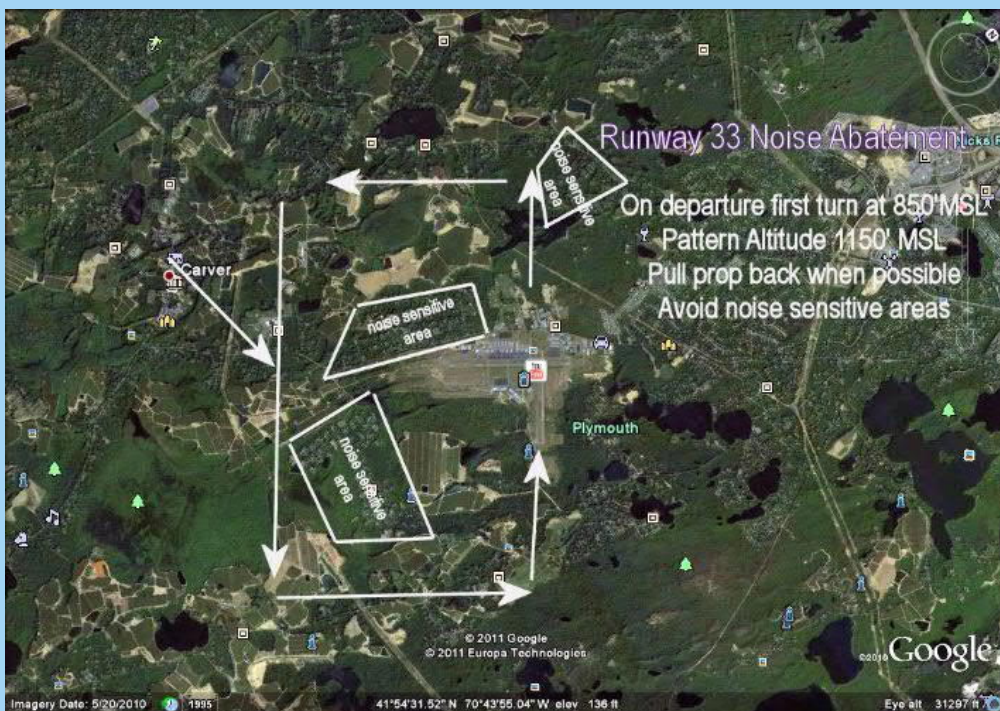 Runway 33 Noise Abatement
On departure first turn at 850'MSL
Pattern Altitude 1150' MSL
Pull prop back when possible
Avoid noise sensitive areas
noise sensitive
area
Carver
noise sensitive
area
noise sensitive
area
Plymouth
© 2011 Google
© 2011 Europa Technologies
©2010 Google
Imagery Date: 5/20/2010 1995 41°54'31.52" N 70°43'55.04" W elev 136 ft Eye alt 31297 ft